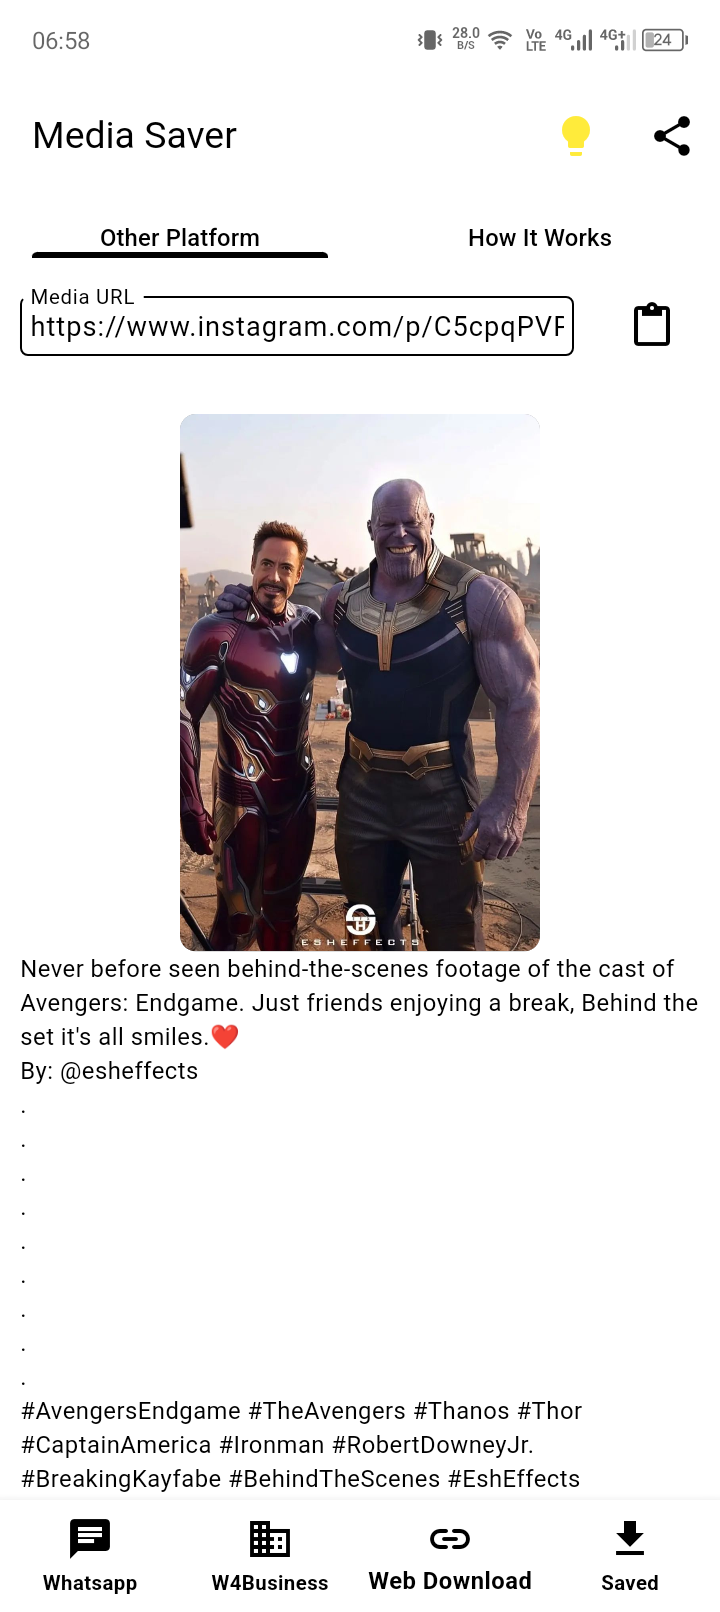 06:58
28.0
B/S
Vo
LTE
4G
4G+
24
Media Saver
Other Platform
How It Works
Media URL
https://www.instagram.com/p/C5cpqPVF
ESHEFFECTS
Never before seen behind-the-scenes footage of the cast of
Avengers: Endgame. Just friends enjoying a break, Behind the
set it's all smiles.❤️
By: @esheffects
.
.
.
.
.
.
.
.
.
#AvengersEndgame #TheAvengers #Thanos #Thor
#CaptainAmerica #Ironman #RobertDowneyJr.
#BreakingKayfabe #BehindTheScenes #EshEffects
Whatsapp
W4Business
Web Download
Saved